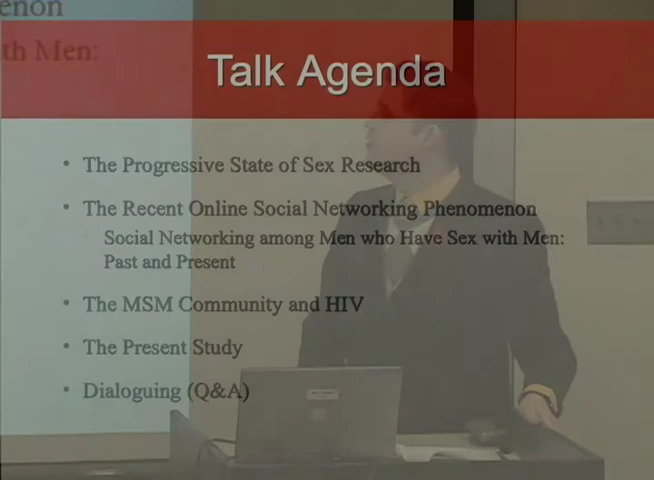 enon
th Men:
Talk Agenda
• The Progressive State of Sex Research
• The Recent Online Social Networking Phenomenon
Social Networking among Men who Have Sex with Men:
Past and Present
• The MSM Community and HIV
• The Present Study
• Dialoguing (Q&A)